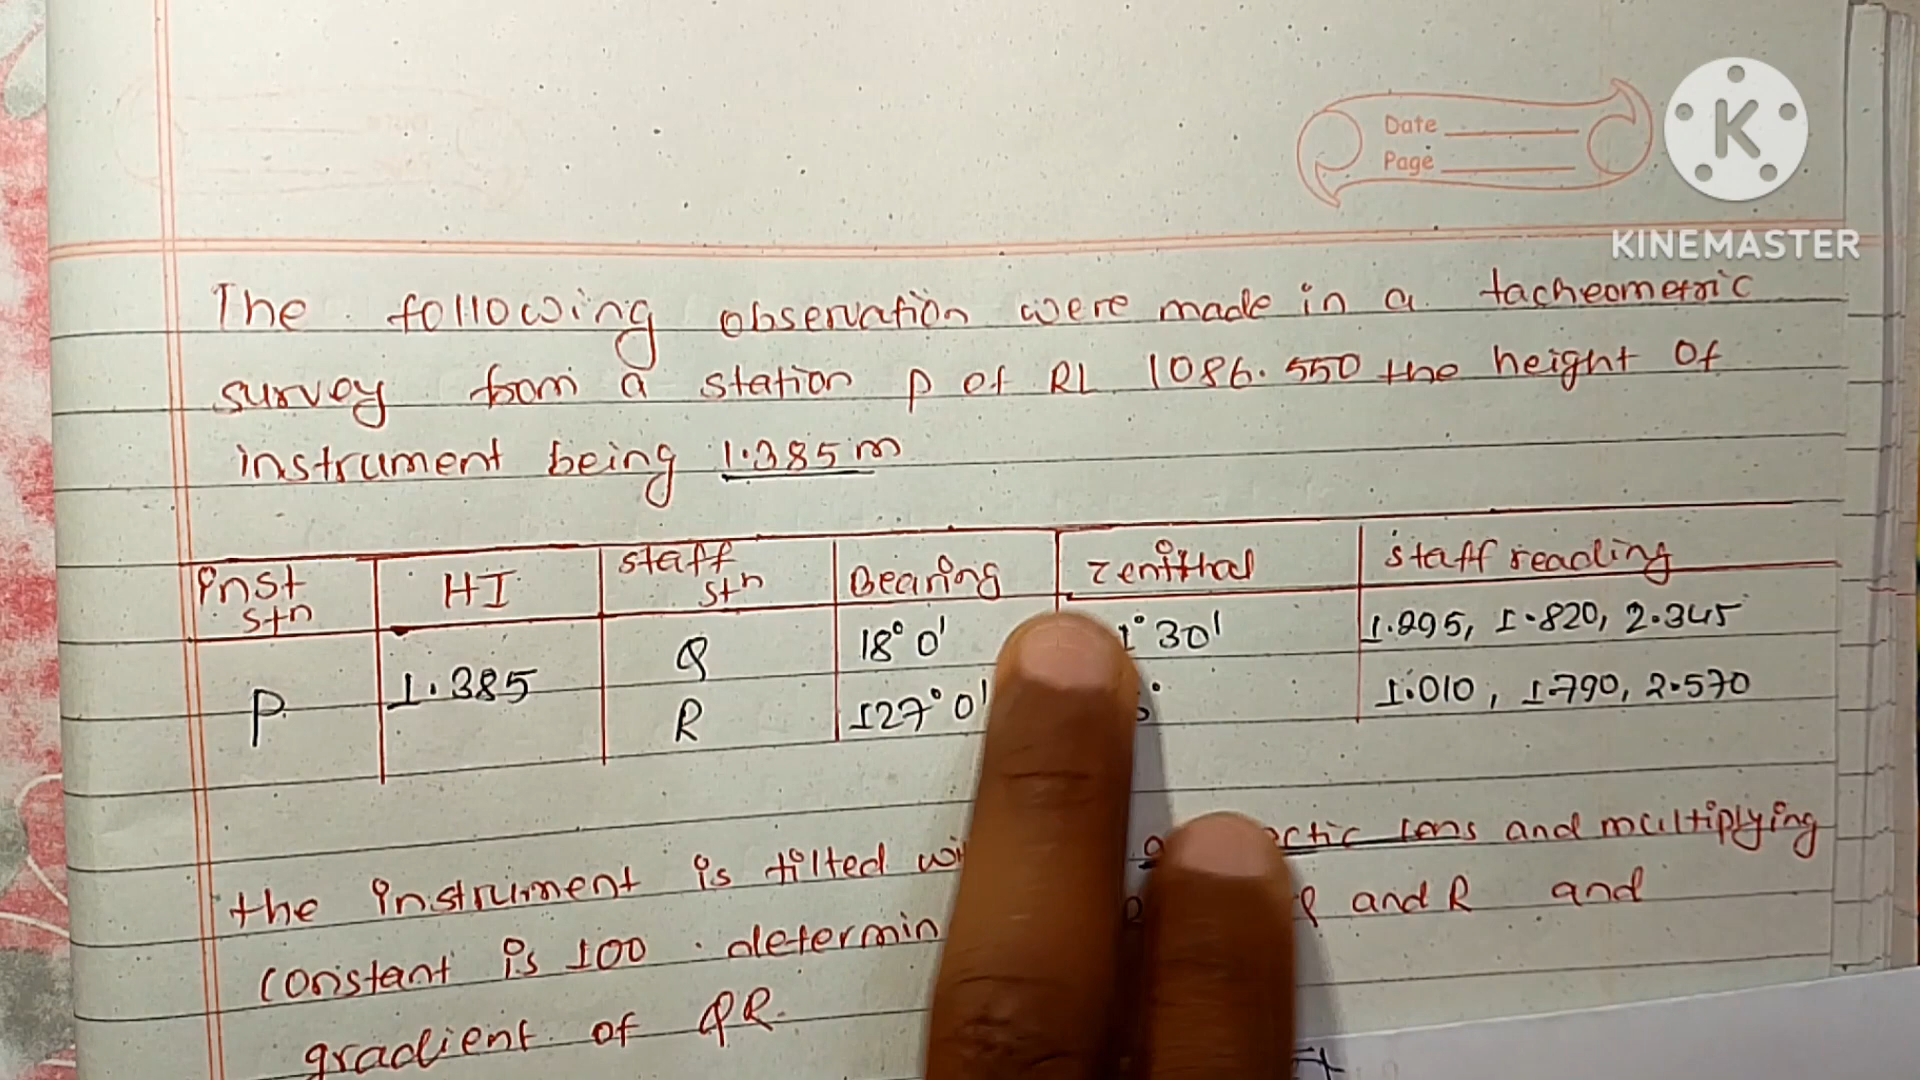 Date
Page
K
KINEMASTER
The following observation were made in a tacheometric
survey from a station P of RL 1086.550 the height of
instrument being 1.385 m
inst stn HI staff stn Bearing zenithal staff reading
P 1.385 Q 18° 0' 1° 30' 1.295, 1.820, 2.345
R 127° 0' 1.010, 1.790, 2.570
the instrument is tilted lens and multiplying
constant is 100. and R and
gradient of QR.